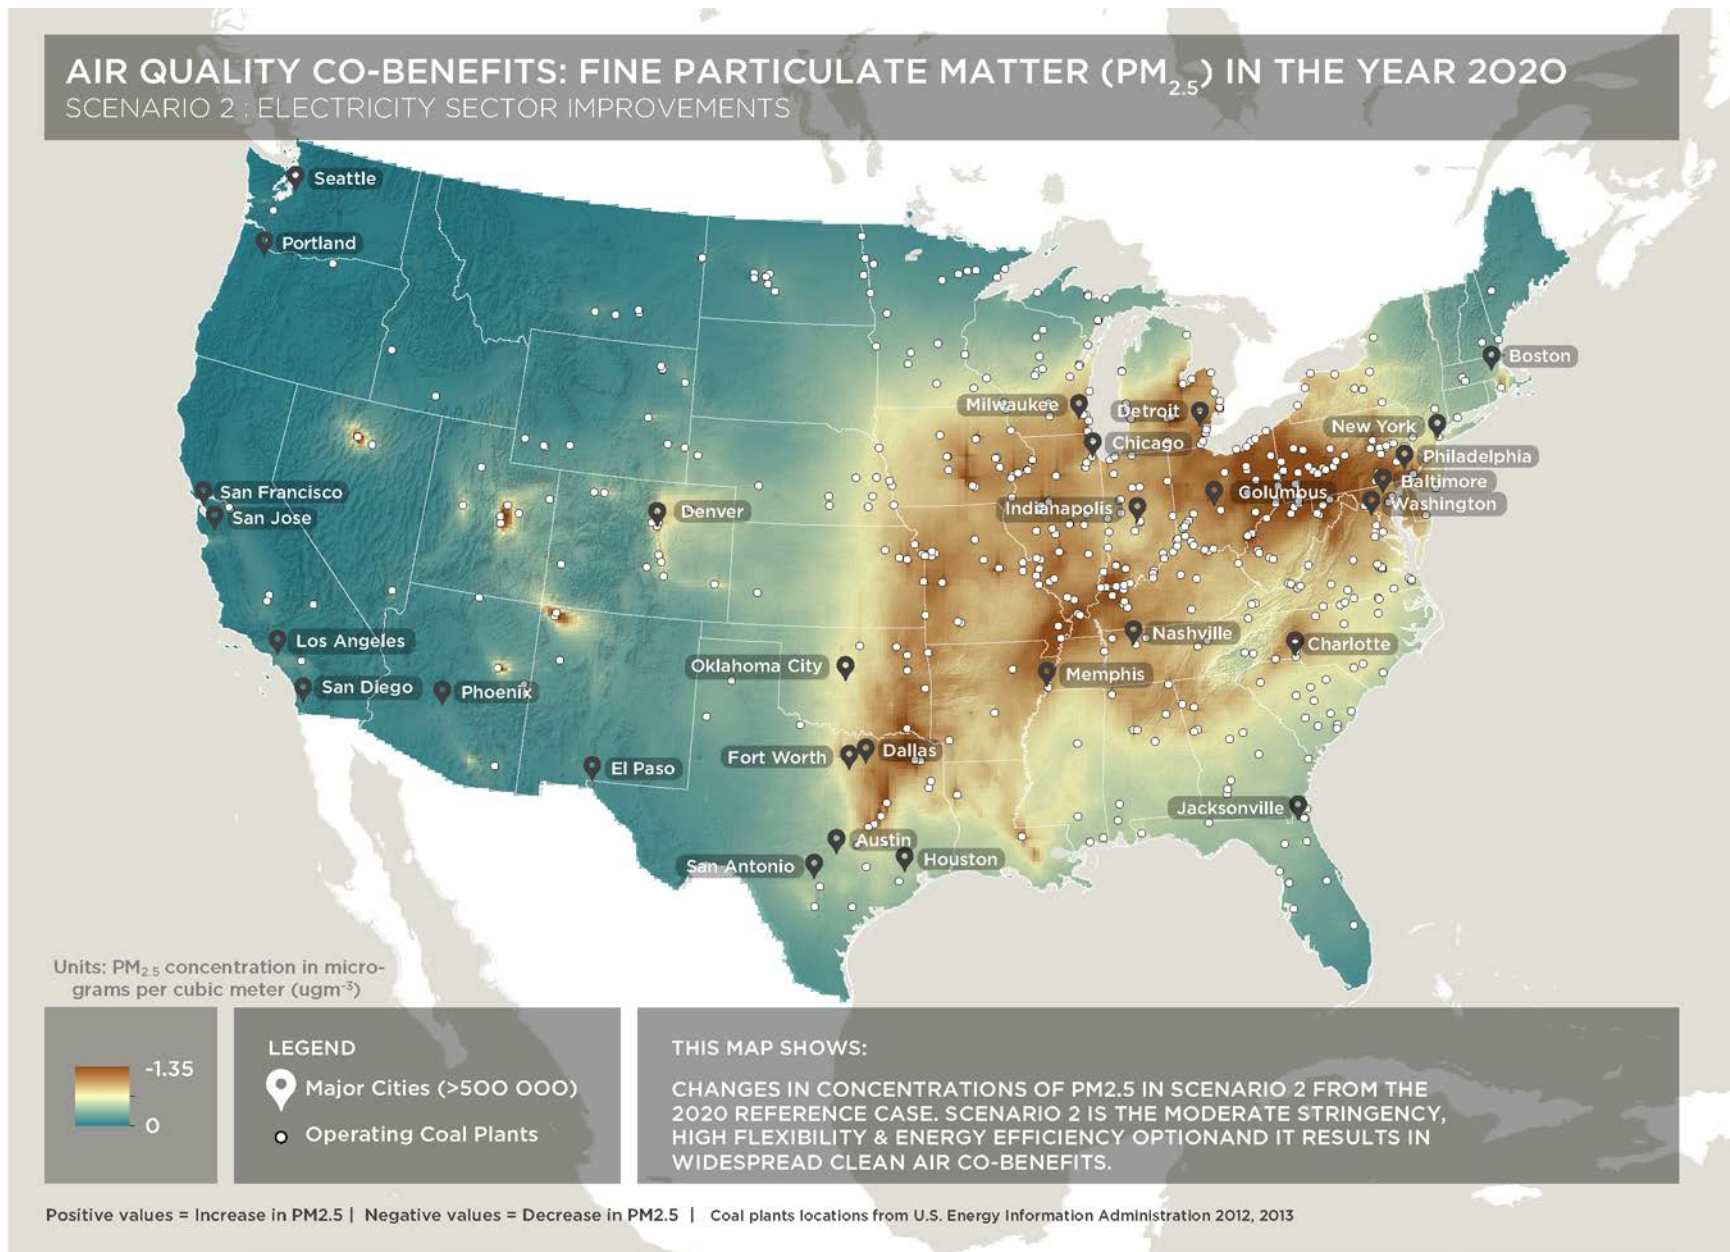 AIR QUALITY CO-BENEFITS: FINE PARTICULATE MATTER (PM2.5) IN THE YEAR 2020
SCENARIO 2 : ELECTRICITY SECTOR IMPROVEMENTS
Seattle
Portland
Boston
Milwaukee
Detroit
New York
Chicago
Philadelphia
Baltimore
San Francisco
Columbus
Washington
San Jose
Denver
Indianapolis
Los Angeles
Nashville
Charlotte
Oklahoma City
Memphis
San Diego
Phoenix
Fort Worth
Dallas
El Paso
Jacksonville
Austin
San Antonio
Houston
Units: PM2.5 concentration in micro-
grams per cubic meter (ugm-3)
-1.35
0
LEGEND
Major Cities (>500 000)
Operating Coal Plants
THIS MAP SHOWS:
CHANGES IN CONCENTRATIONS OF PM2.5 IN SCENARIO 2 FROM THE
2020 REFERENCE CASE. SCENARIO 2 IS THE MODERATE STRINGENCY,
HIGH FLEXIBILITY & ENERGY EFFICIENCY OPTIONAND IT RESULTS IN
WIDESPREAD CLEAN AIR CO-BENEFITS.
Positive values = Increase in PM2.5 | Negative values = Decrease in PM2.5 | Coal plants locations from U.S. Energy Information Administration 2012, 2013